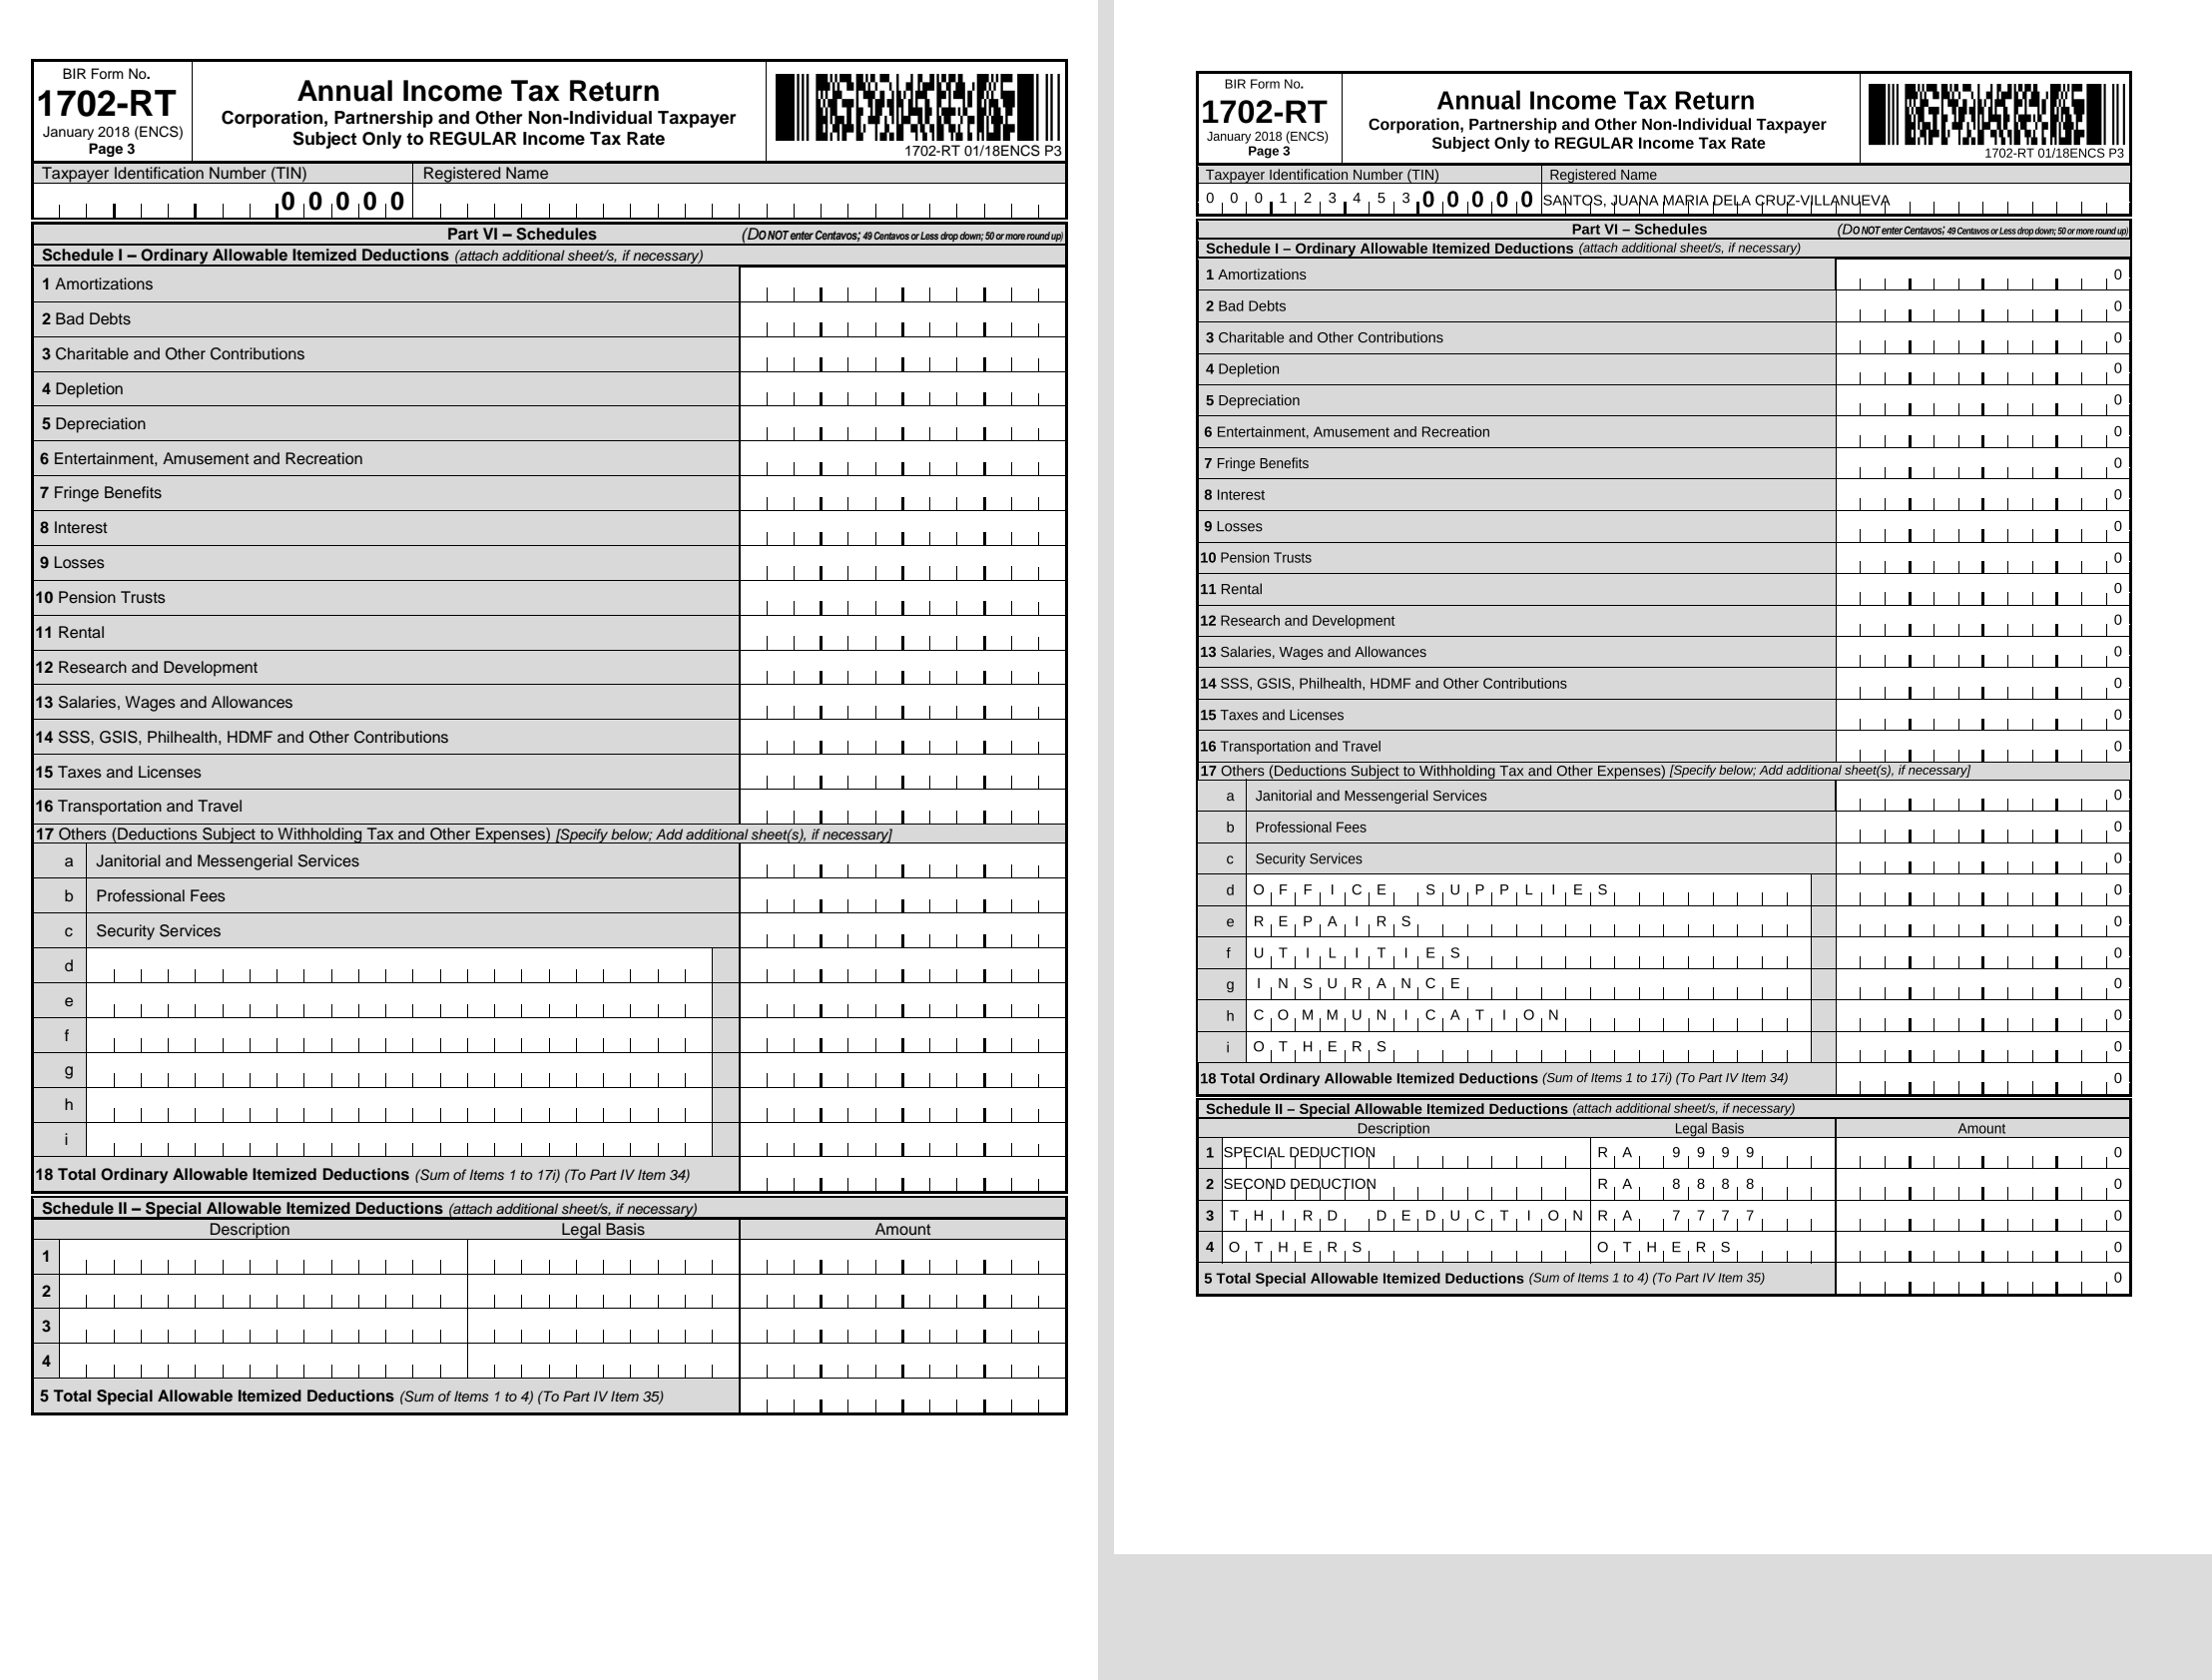 BIR Form No.
1702-RT
January 2018 (ENCS)
Page 3
Annual Income Tax Return
Corporation, Partnership and Other Non-Individual Taxpayer
Subject Only to REGULAR Income Tax Rate
1702-RT 01/18ENCS P3
Taxpayer Identification Number (TIN) Registered Name
0 0 0 0 0
Part VI – Schedules (DO NOT enter Centavos; 49 Centavos or Less drop down; 50 or more round up)
Schedule I – Ordinary Allowable Itemized Deductions (attach additional sheet/s, if necessary)
1 Amortizations
2 Bad Debts
3 Charitable and Other Contributions
4 Depletion
5 Depreciation
6 Entertainment, Amusement and Recreation
7 Fringe Benefits
8 Interest
9 Losses
10 Pension Trusts
11 Rental
12 Research and Development
13 Salaries, Wages and Allowances
14 SSS, GSIS, Philhealth, HDMF and Other Contributions
15 Taxes and Licenses
16 Transportation and Travel
17 Others (Deductions Subject to Withholding Tax and Other Expenses) [Specify below; Add additional sheet(s), if necessary]
a Janitorial and Messengerial Services
b Professional Fees
c Security Services
d
e
f
g
h
i
18 Total Ordinary Allowable Itemized Deductions (Sum of Items 1 to 17i) (To Part IV Item 34)
Schedule II – Special Allowable Itemized Deductions (attach additional sheet/s, if necessary)
Description Legal Basis Amount
1
2
3
4
5 Total Special Allowable Itemized Deductions (Sum of Items 1 to 4) (To Part IV Item 35)
BIR Form No.
1702-RT
January 2018 (ENCS)
Page 3
Annual Income Tax Return
Corporation, Partnership and Other Non-Individual Taxpayer
Subject Only to REGULAR Income Tax Rate
1702-RT 01/18ENCS P3
Taxpayer Identification Number (TIN) Registered Name
0 0 0 1 2 3 4 5 3 0 0 0 0 0 SANTOS, JUANA MARIA DELA CRUZ-VILLANUEVA
Part VI – Schedules (DO NOT enter Centavos; 49 Centavos or Less drop down; 50 or more round up)
Schedule I – Ordinary Allowable Itemized Deductions (attach additional sheet/s, if necessary)
1 Amortizations 0
2 Bad Debts 0
3 Charitable and Other Contributions 0
4 Depletion 0
5 Depreciation 0
6 Entertainment, Amusement and Recreation 0
7 Fringe Benefits 0
8 Interest 0
9 Losses 0
10 Pension Trusts 0
11 Rental 0
12 Research and Development 0
13 Salaries, Wages and Allowances 0
14 SSS, GSIS, Philhealth, HDMF and Other Contributions 0
15 Taxes and Licenses 0
16 Transportation and Travel 0
17 Others (Deductions Subject to Withholding Tax and Other Expenses) [Specify below; Add additional sheet(s), if necessary]
a Janitorial and Messengerial Services 0
b Professional Fees 0
c Security Services 0
d OFFICE SUPPLIES 0
e REPAIRS 0
f UTILITIES 0
g INSURANCE 0
h COMMUNICATION 0
i OTHERS 0
18 Total Ordinary Allowable Itemized Deductions (Sum of Items 1 to 17i) (To Part IV Item 34) 0
Schedule II – Special Allowable Itemized Deductions (attach additional sheet/s, if necessary)
Description Legal Basis Amount
1 SPECIAL DEDUCTION RA 9999 0
2 SECOND DEDUCTION RA 8888 0
3 THIRD DEDUCTION RA 7777 0
4 OTHERS OTHERS 0
5 Total Special Allowable Itemized Deductions (Sum of Items 1 to 4) (To Part IV Item 35) 0